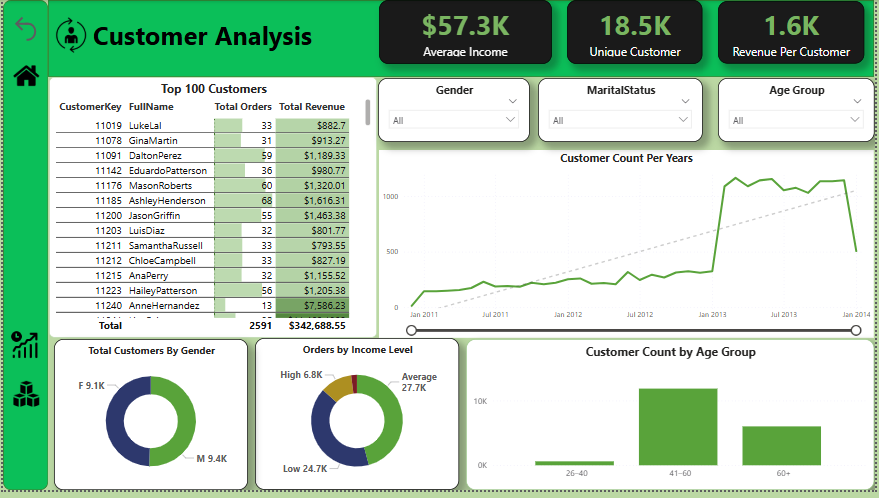 Customer Analysis
$57.3K
Average Income
18.5K
Unique Customer
1.6K
Revenue Per Customer
Top 100 Customers
CustomerKey FullName Total Orders Total Revenue
11019 LukeLal 33 $882.7
11078 GinaMartin 31 $913.27
11091 DaltonPerez 59 $1,189.33
11142 EduardoPatterson 36 $980.77
11176 MasonRoberts 60 $1,320.01
11185 AshleyHenderson 68 $1,616.31
11200 JasonGriffin 55 $1,463.38
11203 LuisDiaz 32 $801.77
11211 SamanthaRussell 33 $793.55
11212 ChloeCampbell 33 $827.19
11215 AnaPerry 32 $1,155.52
11223 HaileyPatterson 56 $1,205.38
11240 AnneHernandez 13 $7,586.23
Total 2591 $342,688.55
Gender
All
MaritalStatus
All
Age Group
All
Customer Count Per Years
1000
500
0
Jan 2011 Jul 2011 Jan 2012 Jul 2012 Jan 2013 Jul 2013 Jan 2014
Total Customers By Gender
F 9.1K
M 9.4K
Orders by Income Level
High 6.8K
Average
27.7K
Low 24.7K
Customer Count by Age Group
10K
0K
26-40 41-60 60+